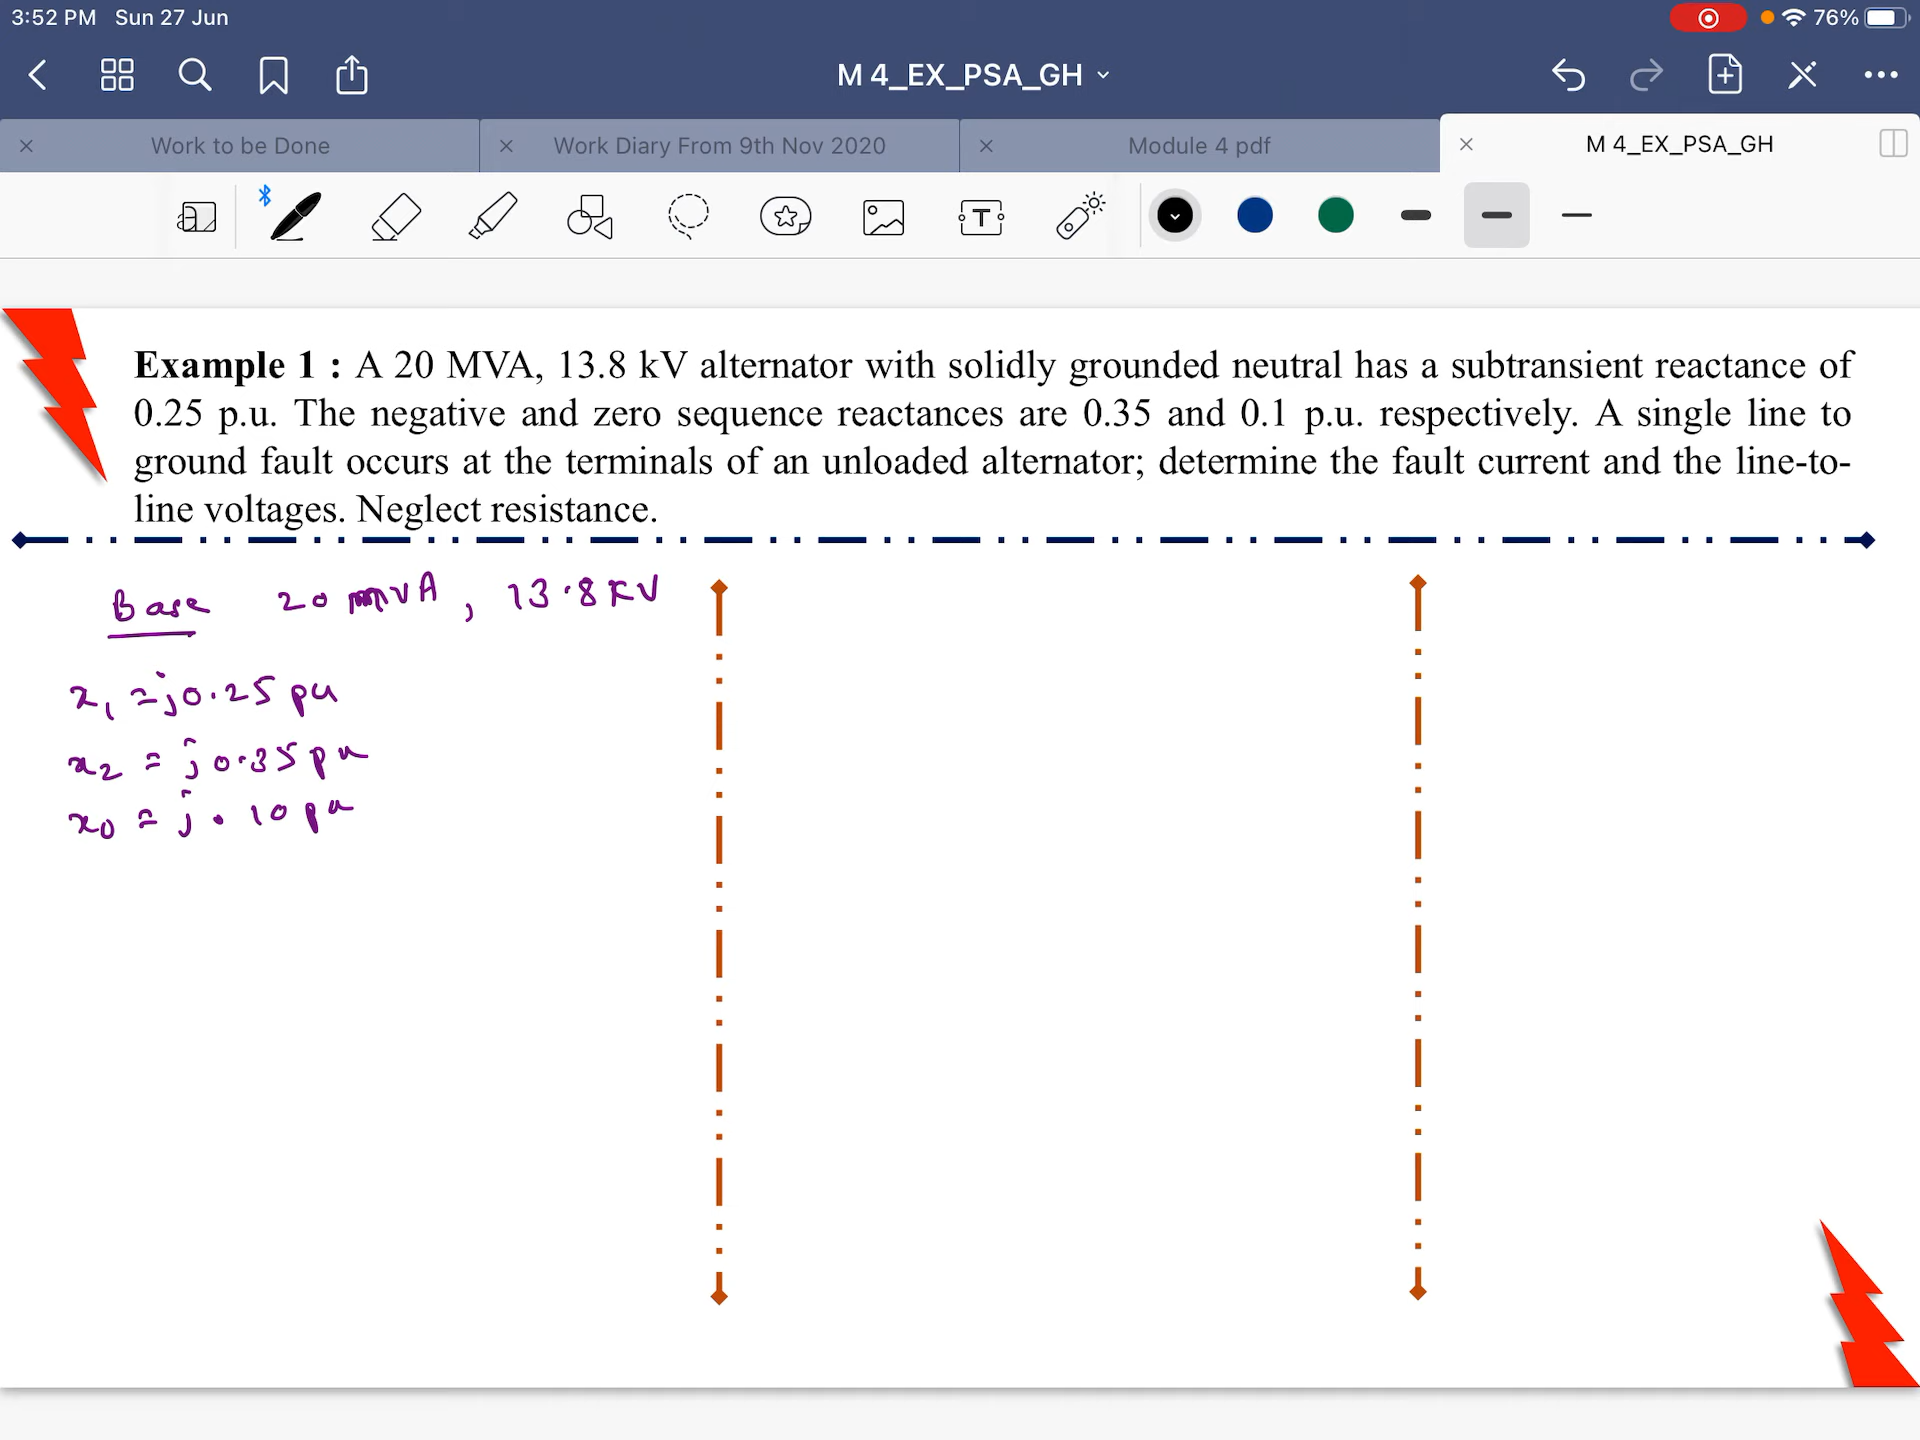 3:52 PM Sun 27 Jun
76%
M 4_EX_PSA_GH
Work to be Done
Work Diary From 9th Nov 2020
Module 4 pdf
M 4_EX_PSA_GH
Example 1 : A 20 MVA, 13.8 kV alternator with solidly grounded neutral has a subtransient reactance of
0.25 p.u. The negative and zero sequence reactances are 0.35 and 0.1 p.u. respectively. A single line to
ground fault occurs at the terminals of an unloaded alternator; determine the fault current and the line-to-
line voltages. Neglect resistance.
Base 20 MVA, 13.8 KV
x₁ = j0.25 pu
x₂ = j0.35 pu
x₀ = j.10 pu